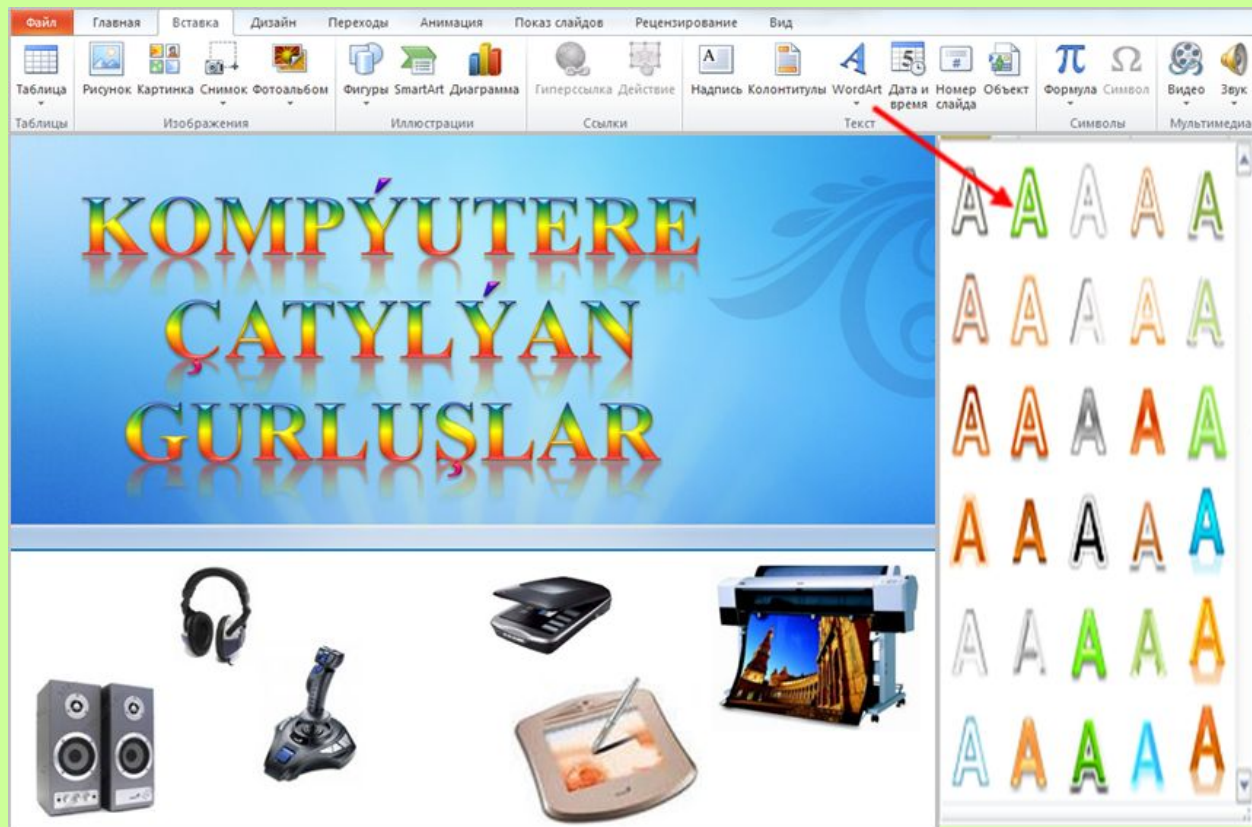 Файл Главная Вставка Дизайн Переходы Анимация Показ слайдов Рецензирование Вид
Таблица Рисунок Картинка Снимок Фотоальбом Фигуры SmartArt Диаграмма Гиперссылка Действие Надпись Колонтитулы WordArt Дата и время Номер слайда Объект Формула Символ Видео Звук
Таблицы Изображения Иллюстрации Ссылки Текст Символы Мультимедиа
KOMPÝUTERE
ÇATYLÝAN
GURLUŞLAR